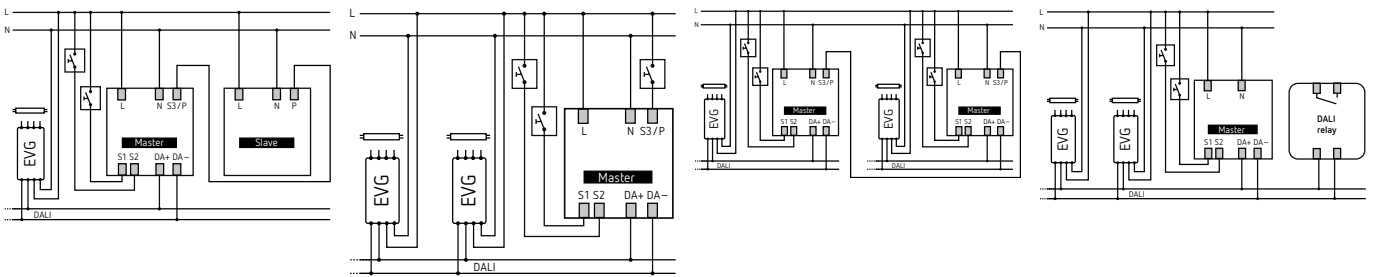 L
N
L
N S3/P
L
N
P
Master
Slave
S1 S2 DA+ DA−
EVG
DALI
L
N
L
N S3/P
Master
S1 S2
DA+ DA−
EVG
EVG
DALI
L
N
L
N S3/P
L
N S3/P
Master
Master
S1 S2
DA+ DA−
S1 S2
DA+ DA−
EVG
EVG
DALI
DALI
L
N
L
N
Master
S1 S2
DA+ DA−
EVG
EVG
DALI
relay
DALI